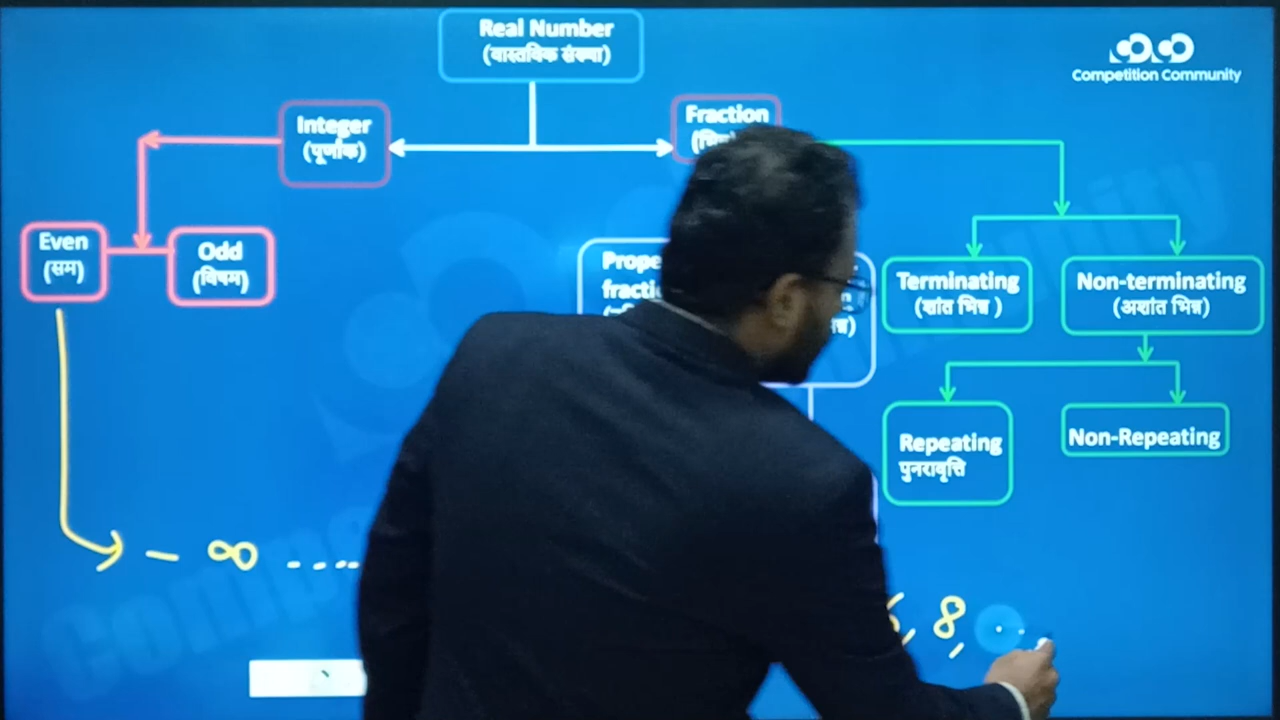 Real Number
(वास्तविक संख्या)
Competition Community
Integer
(पूर्णांक)
Fraction
Even
(सम)
Odd
(विषम)
Terminating
(शांत भिन्न )
Non-terminating
(अशांत भिन्न)
Repeating
पुनरावृत्ति
Non-Repeating
→ - ∞ ....
, 8, ..